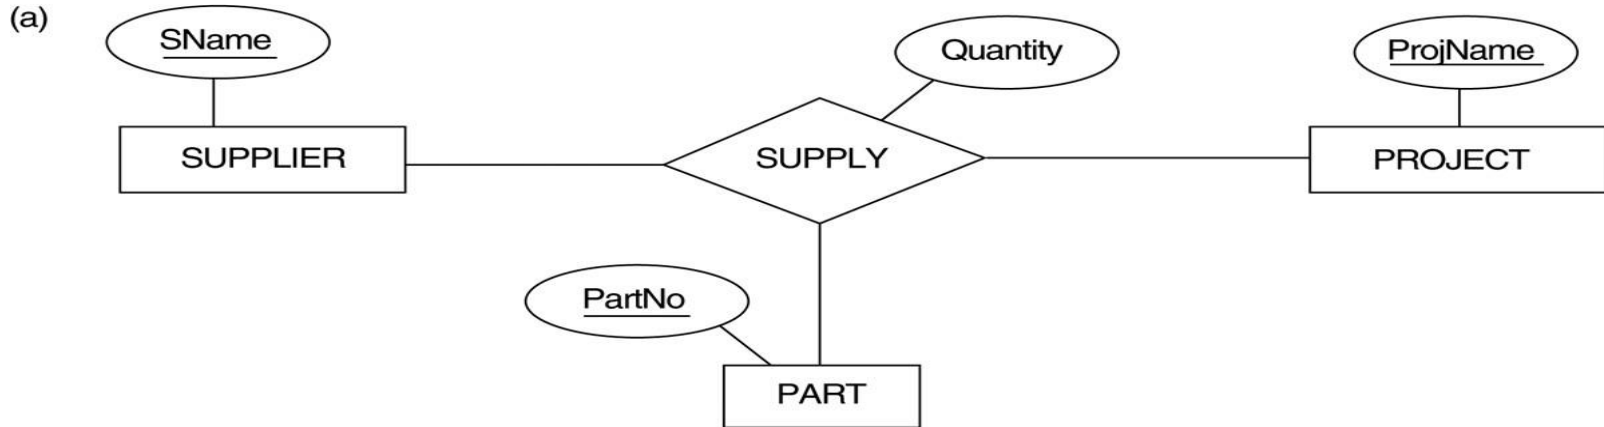 (a)
SName
Quantity
ProjName
SUPPLIER
SUPPLY
PROJECT
PartNo
PART